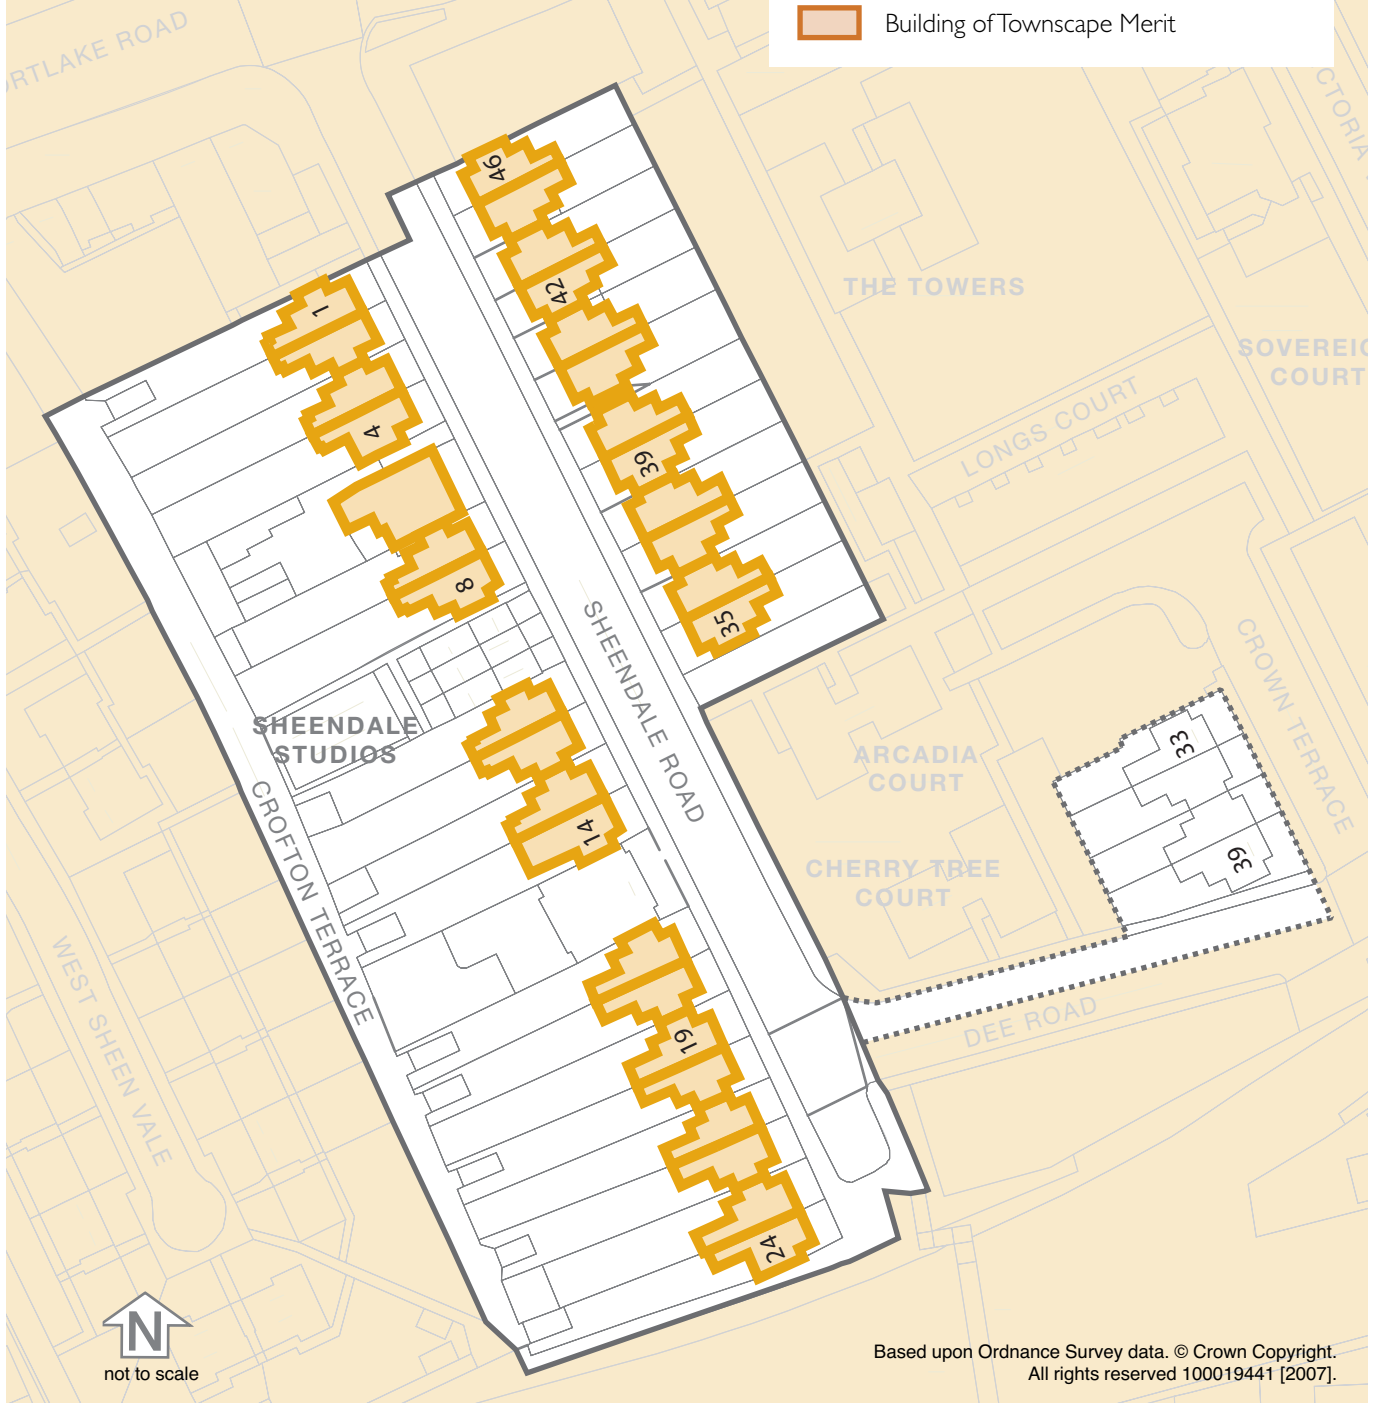 Building of Townscape Merit
ORTLAKE ROAD
CTORIA
46
THE TOWERS
42
1
SOVEREIG
COURT
LONGS COURT
4
39
8
35
SHEENDALE ROAD
CROWN TERRACE
SHEENDALE
STUDIOS
33
ARCADIA
COURT
14
39
CHERRY TREE
COURT
CROFTON TERRACE
WEST SHEEN VALE
DEE ROAD
19
24
N
not to scale
Based upon Ordnance Survey data. © Crown Copyright.
All rights reserved 100019441 [2007].